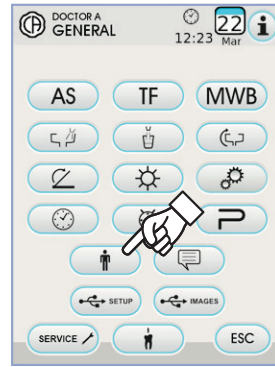 DOCTOR A
GENERAL
12:23
22
Mar
i
AS TF MWB
SETUP IMAGES
SERVICE ESC